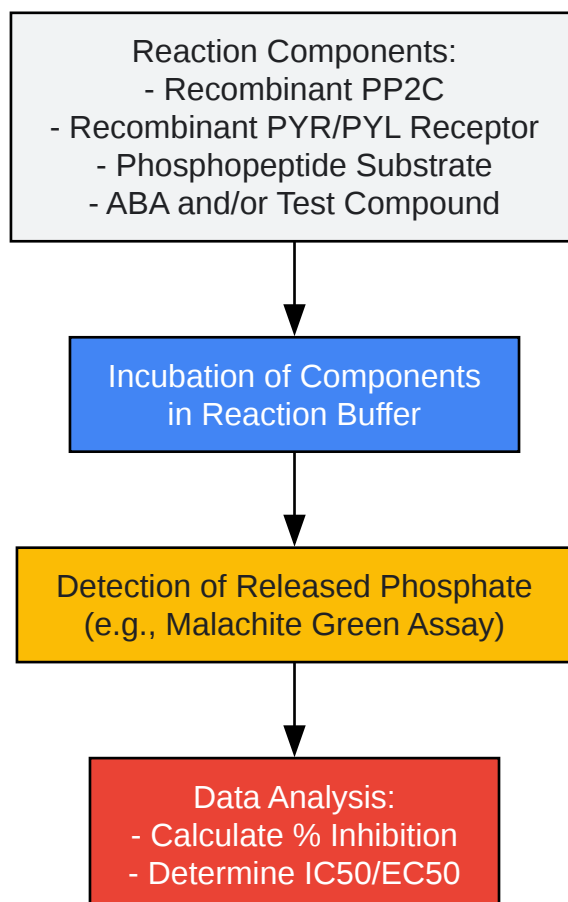 Reaction Components:
- Recombinant PP2C
- Recombinant PYR/PYL Receptor
- Phosphopeptide Substrate
- ABA and/or Test Compound
Incubation of Components
in Reaction Buffer
Detection of Released Phosphate
(e.g., Malachite Green Assay)
Data Analysis:
- Calculate % Inhibition
- Determine IC50/EC50